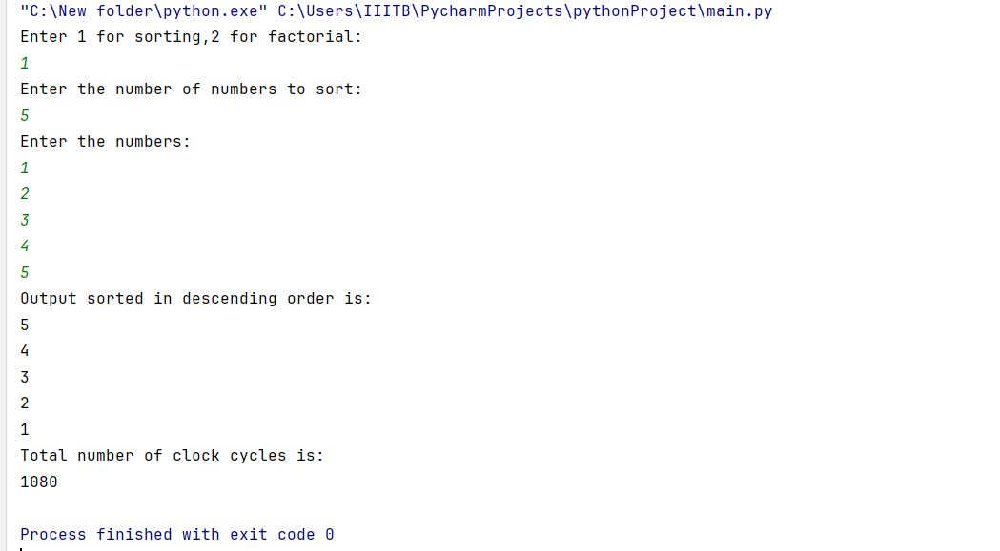 "C:\New folder\python.exe" C:\Users\IIITB\PycharmProjects\pythonProject\main.py
Enter 1 for sorting,2 for factorial:
1
Enter the number of numbers to sort:
5
Enter the numbers:
1
2
3
4
5
Output sorted in descending order is:
5
4
3
2
1
Total number of clock cycles is:
1080
Process finished with exit code 0